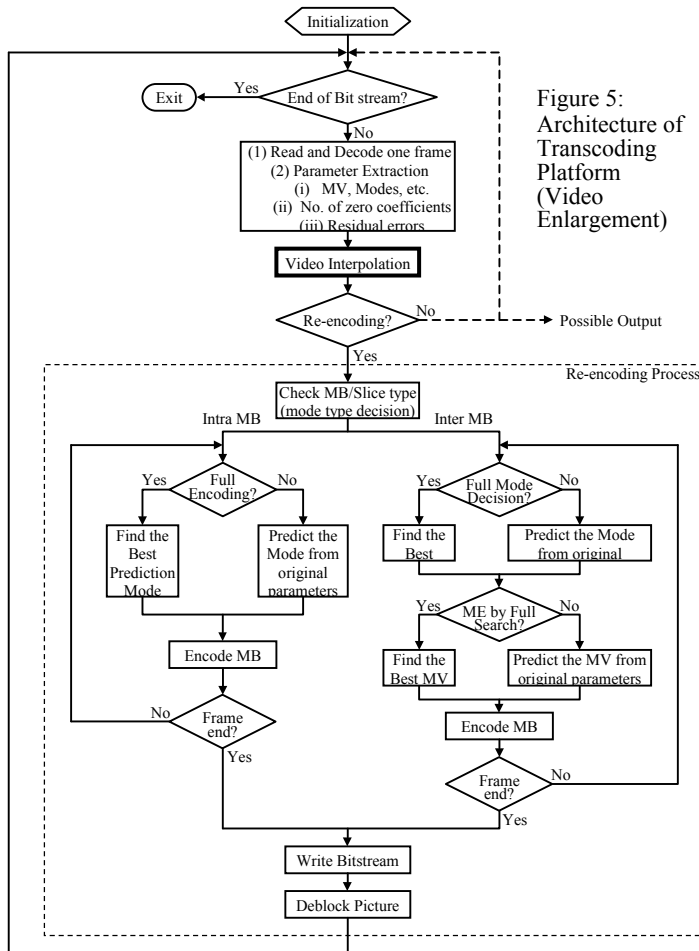 Initialization
Yes
Exit
End of Bit stream?
No
Figure 5:
Architecture of
Transcoding
Platform
(Video
Enlargement)
(1) Read and Decode one frame
(2) Parameter Extraction
(i) MV, Modes, etc.
(ii) No. of zero coefficients
(iii) Residual errors
Video Interpolation
Re-encoding?
No
Possible Output
Yes
Re-encoding Process
Check MB/Slice type
(mode type decision)
Intra MB
Inter MB
Yes
Full
Encoding?
No
Yes
Full Mode
Decision?
No
Find the
Best
Prediction
Mode
Predict the
Mode from
original
parameters
Find the
Best
Predict the Mode
from original
Yes
ME by Full
Search?
No
Find the
Best MV
Predict the MV from
original parameters
Encode MB
Encode MB
No
Frame
end?
Yes
Frame
end?
No
Yes
Write Bitstream
Deblock Picture